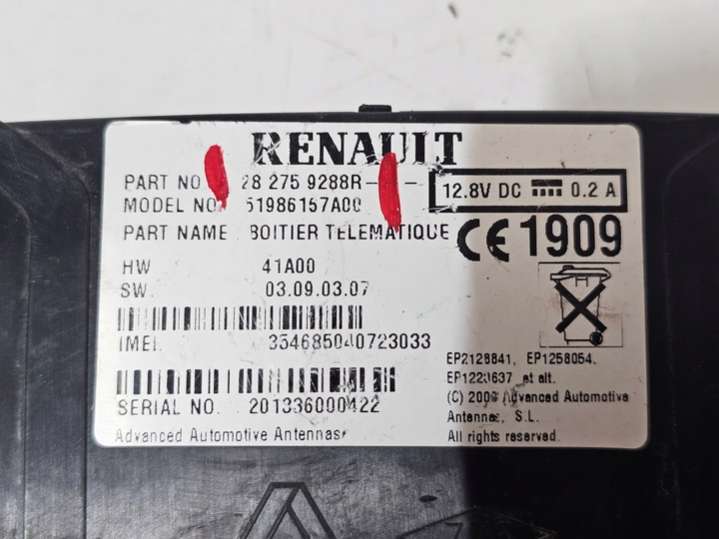 RENAULT
PART NO 28 275 9288R- -
12.8V DC 0.2 A
MODEL NO 51986157A00
PART NAME BOITIER TELEMATIQUE
CE 1909
HW 41A00
SW. 03.09.03.07
IMEI. 354685040723033
SERIAL NO. 201336000422
Advanced Automotive Antennas
EP2128841, EP1258054,
et alt.
(C) Advanced Automotive
Antennas, S.L.
All rights reserved.